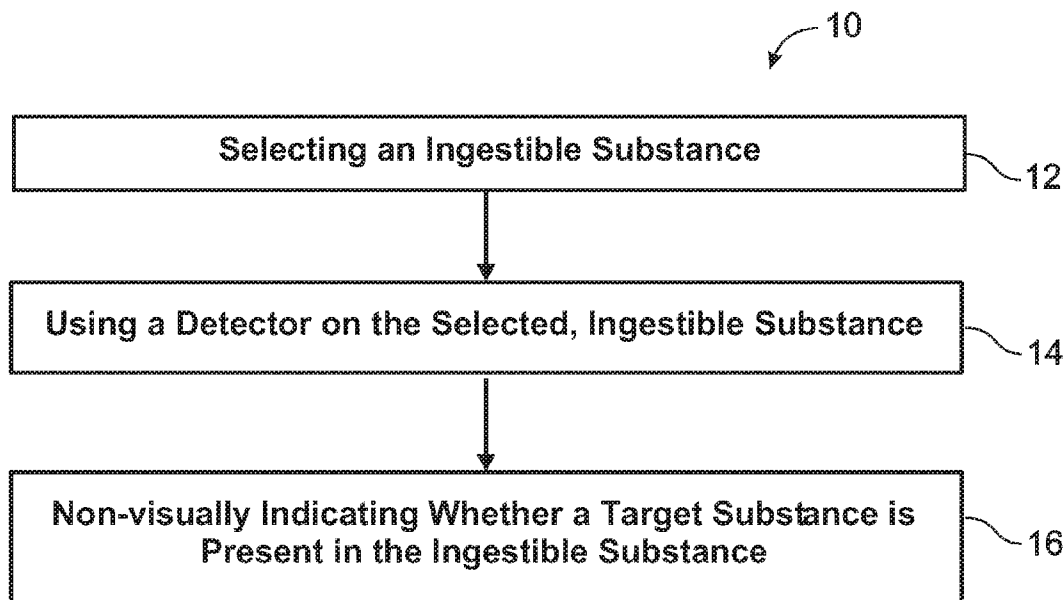 10
Selecting an Ingestible Substance
12
Using a Detector on the Selected, Ingestible Substance
14
Non-visually Indicating Whether a Target Substance is
Present in the Ingestible Substance
16